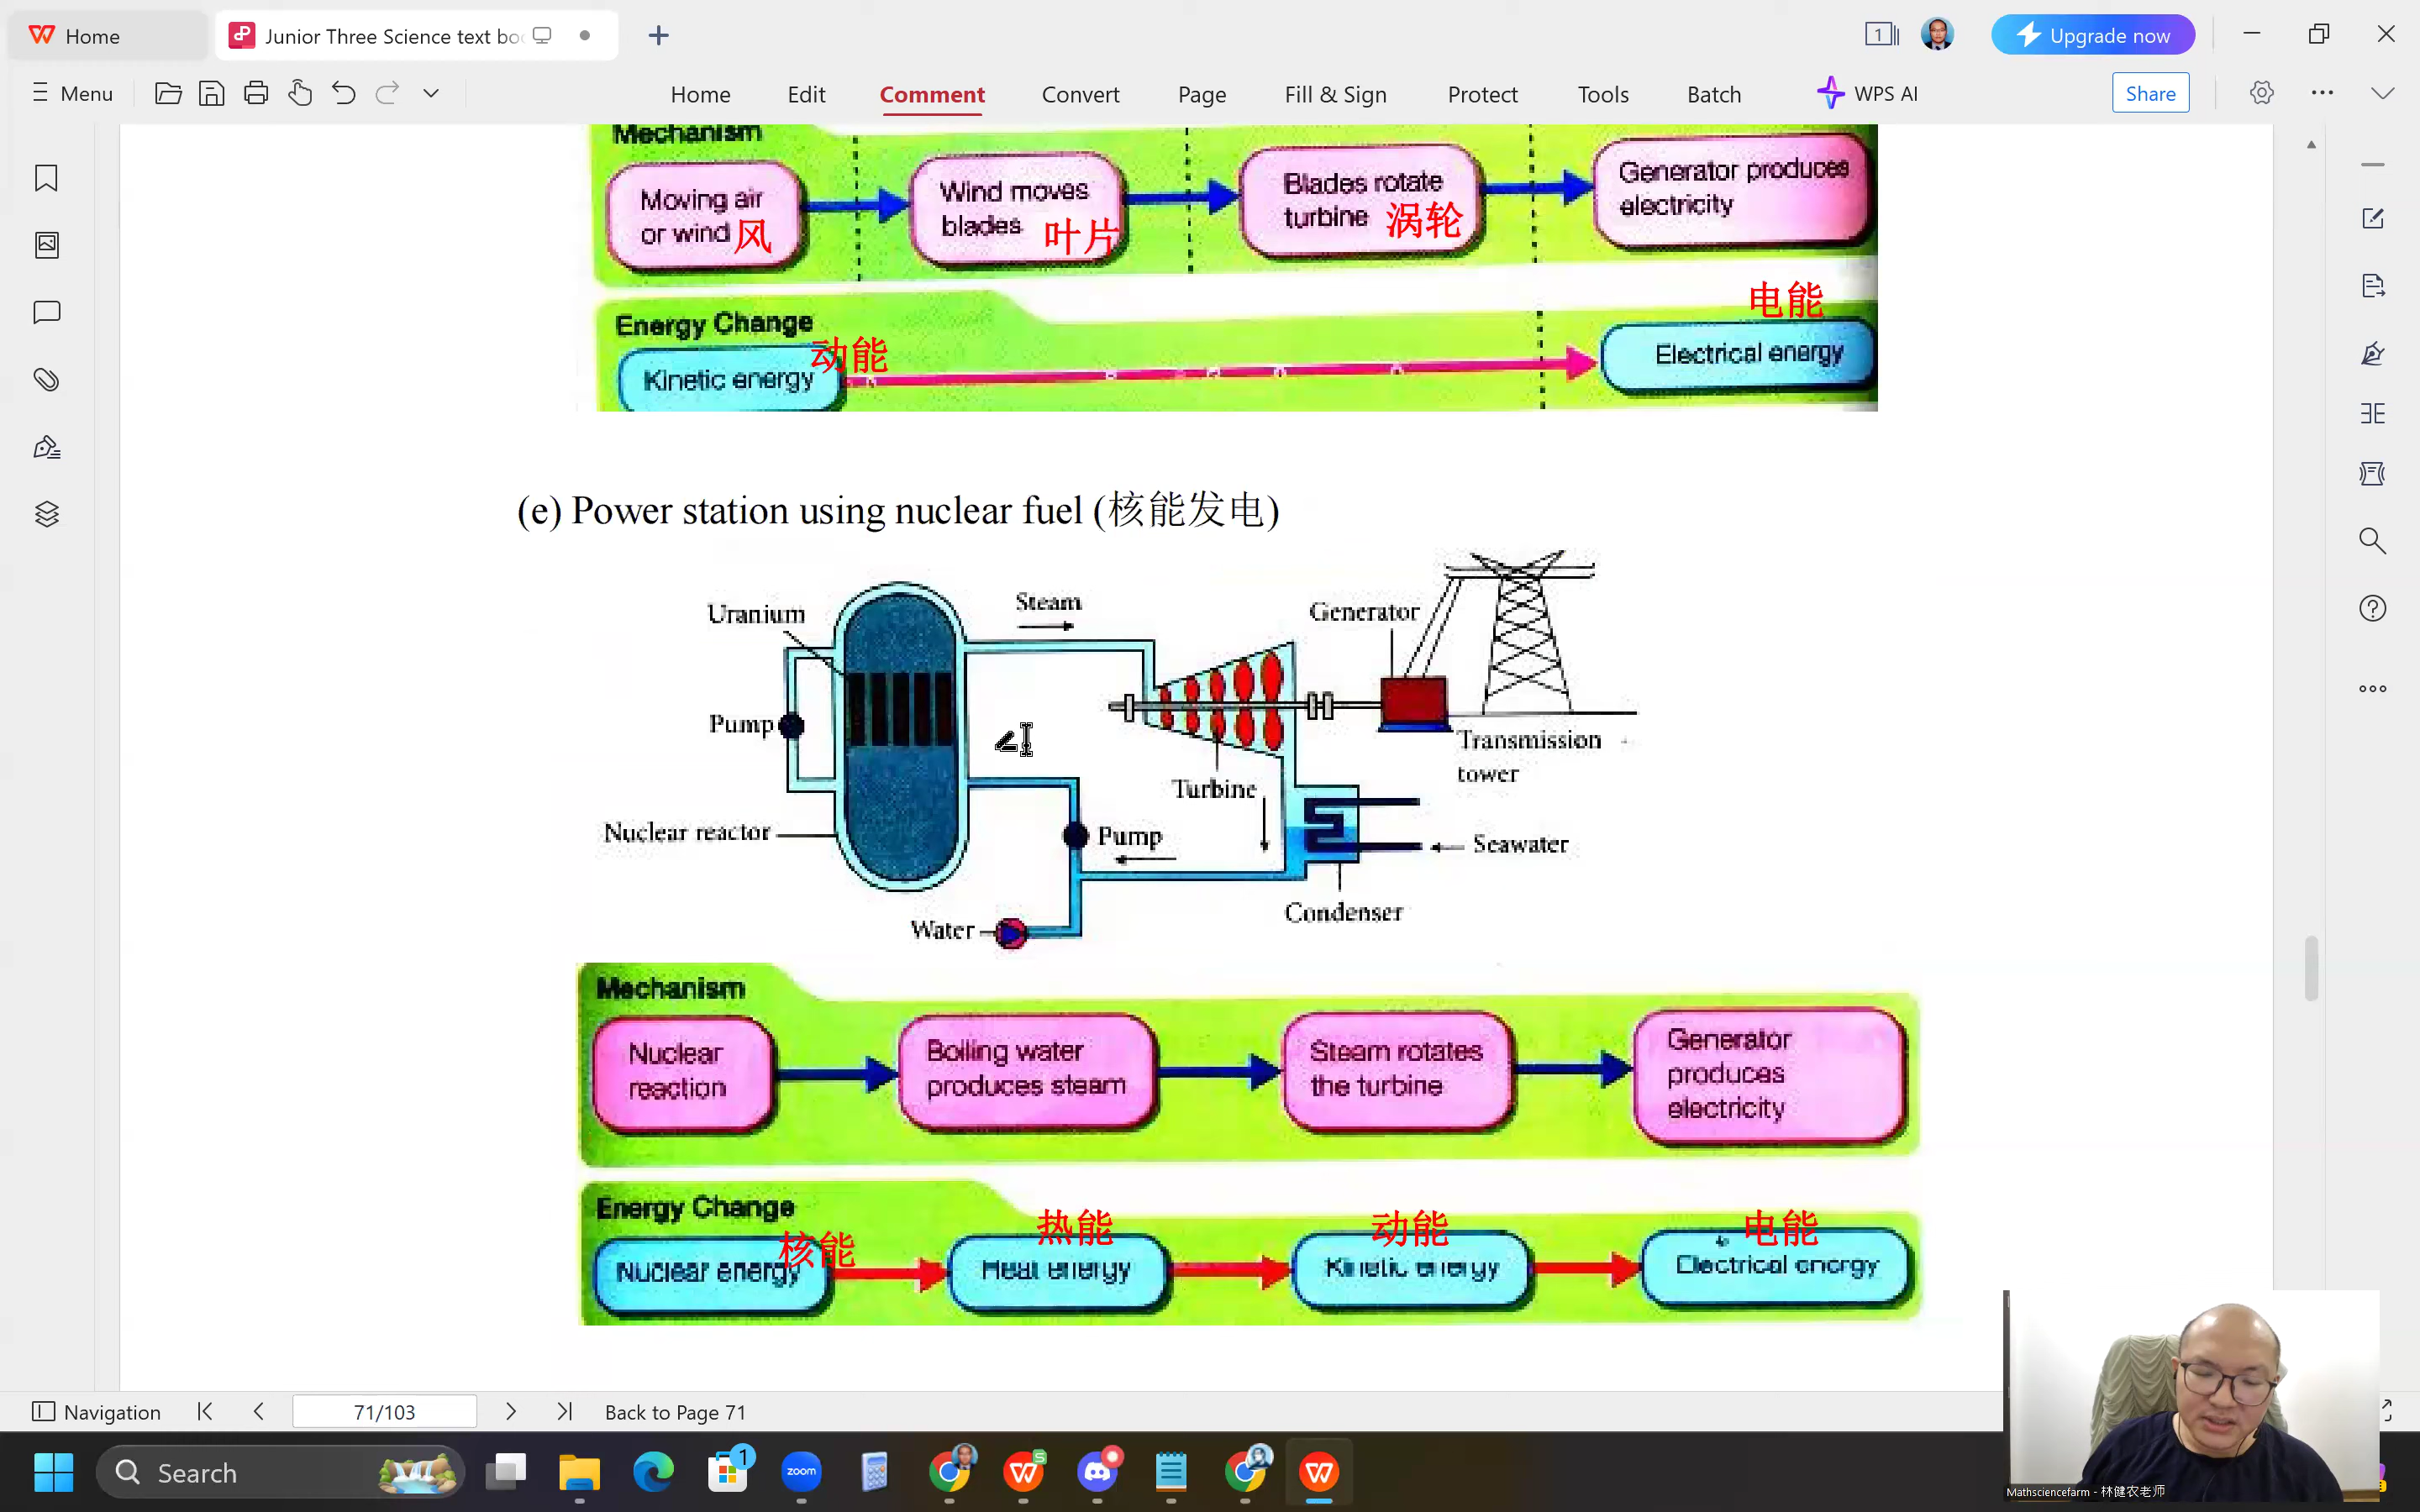 Home
Junior Three Science text bo
1
Upgrade now
Menu
Home
Edit
Comment
Convert
Page
Fill & Sign
Protect
Tools
Batch
WPS AI
Share
Mechanism
Moving air
or wind 风
Wind moves
blades 叶片
Blades rotate
turbine 涡轮
Generator produces
electricity
Energy Change
动能
电能
Kinetic energy
Electrical energy
(e) Power station using nuclear fuel (核能发电)
Uranium
Steam
Generator
Pump
Transmission
tower
Turbine
Nuclear reactor
Pump
Seawater
Condenser
Water
Mechanism
Nuclear
reaction
Boiling water
produces steam
Steam rotates
the turbine
Generator
produces
electricity
Energy Change
核能
热能
动能
电能
Nuclear energy
Heat energy
Kinetic energy
Electrical energy
Navigation
71/103
Back to Page 71
Search
1
zoom
Mathsciencefarm - 林健农老师